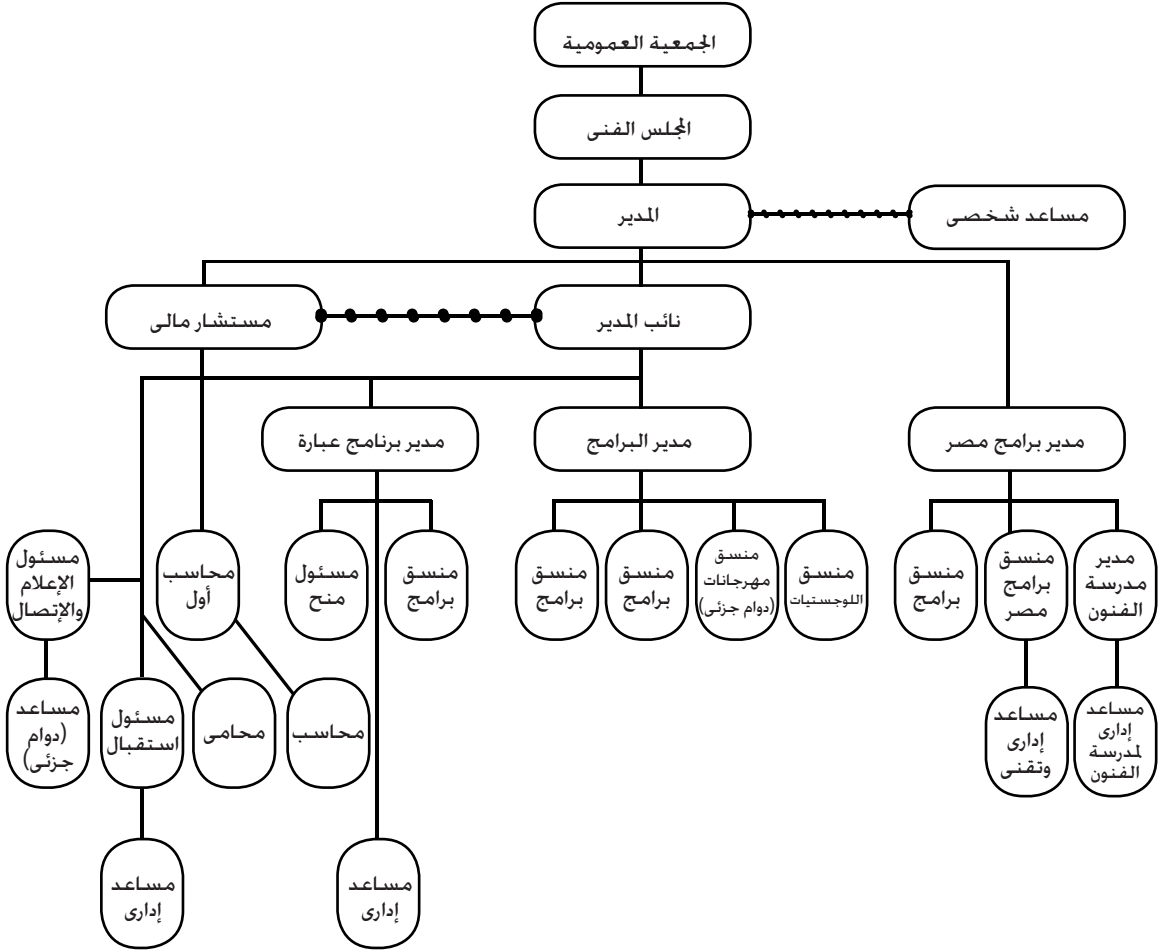 الجمعية العمومية
المجلس الفنى
المدير
مساعد شخصى
مستشار مالى
نائب المدير
مدير برنامج عبارة
مدير البرامج
مدير برامج مصر
مسئول
الإعلام
والإتصال
محاسب
أول
مسئول
منح
منسق
برامج
منسق
برامج
منسق
برامج
منسق
مهرجانات
(دوام جزئى)
منسق
اللوجستيات
منسق
برامج
منسق
برامج
مصر
مدير
مدرسة
الفنون
مساعد
(دوام
جزئى)
مسئول
استقبال
محامى
محاسب
مساعد
إدارى
وتقنى
مساعد
إدارى
لمدرسة
الفنون
مساعد
إدارى
مساعد
إدارى